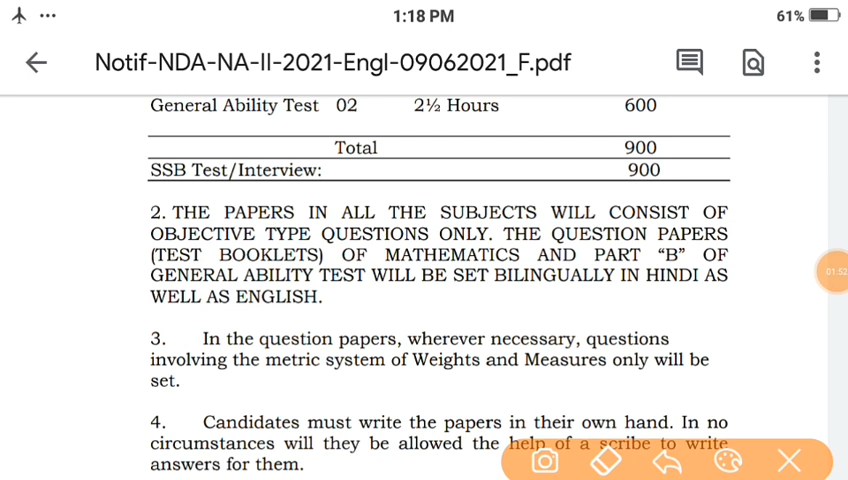 1:18 PM
61%
Notif-NDA-NA-II-2021-Engl-09062021_F.pdf
General Ability Test 02 2½ Hours 600
Total 900
SSB Test/Interview: 900
2. THE PAPERS IN ALL THE SUBJECTS WILL CONSIST OF
OBJECTIVE TYPE QUESTIONS ONLY. THE QUESTION PAPERS
(TEST BOOKLETS) OF MATHEMATICS AND PART “B” OF
GENERAL ABILITY TEST WILL BE SET BILINGUALLY IN HINDI AS
WELL AS ENGLISH.
3. In the question papers, wherever necessary, questions
involving the metric system of Weights and Measures only will be
set.
4. Candidates must write the papers in their own hand. In no
circumstances will they be allowed the help of a scribe to write
answers for them.
01:52